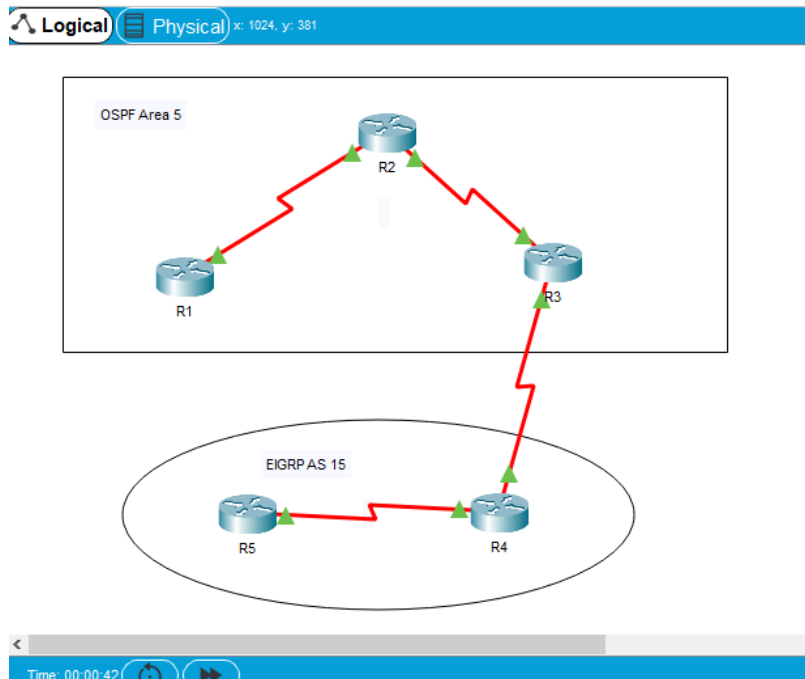 Logical Physical x: 1024, y: 381
OSPF Area 5
R2
R3
R1
EIGRP AS 15
R5
R4
Time: 00:00:42